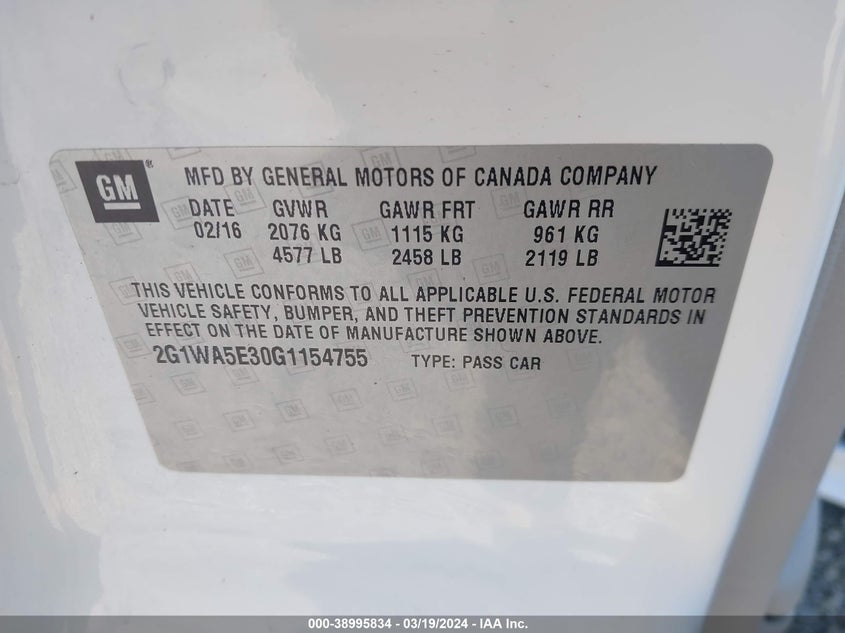 GM ®
MFD BY GENERAL MOTORS OF CANADA COMPANY
DATE GVWR GAWR FRT GAWR RR
02/16 2076 KG 1115 KG 961 KG
4577 LB 2458 LB 2119 LB
THIS VEHICLE CONFORMS TO ALL APPLICABLE U.S. FEDERAL MOTOR
VEHICLE SAFETY, BUMPER, AND THEFT PREVENTION STANDARDS IN
EFFECT ON THE DATE OF MANUFACTURE SHOWN ABOVE.
2G1WA5E30G1154755 TYPE: PASS CAR
000-38995834 - 03/19/2024 - IAA Inc.